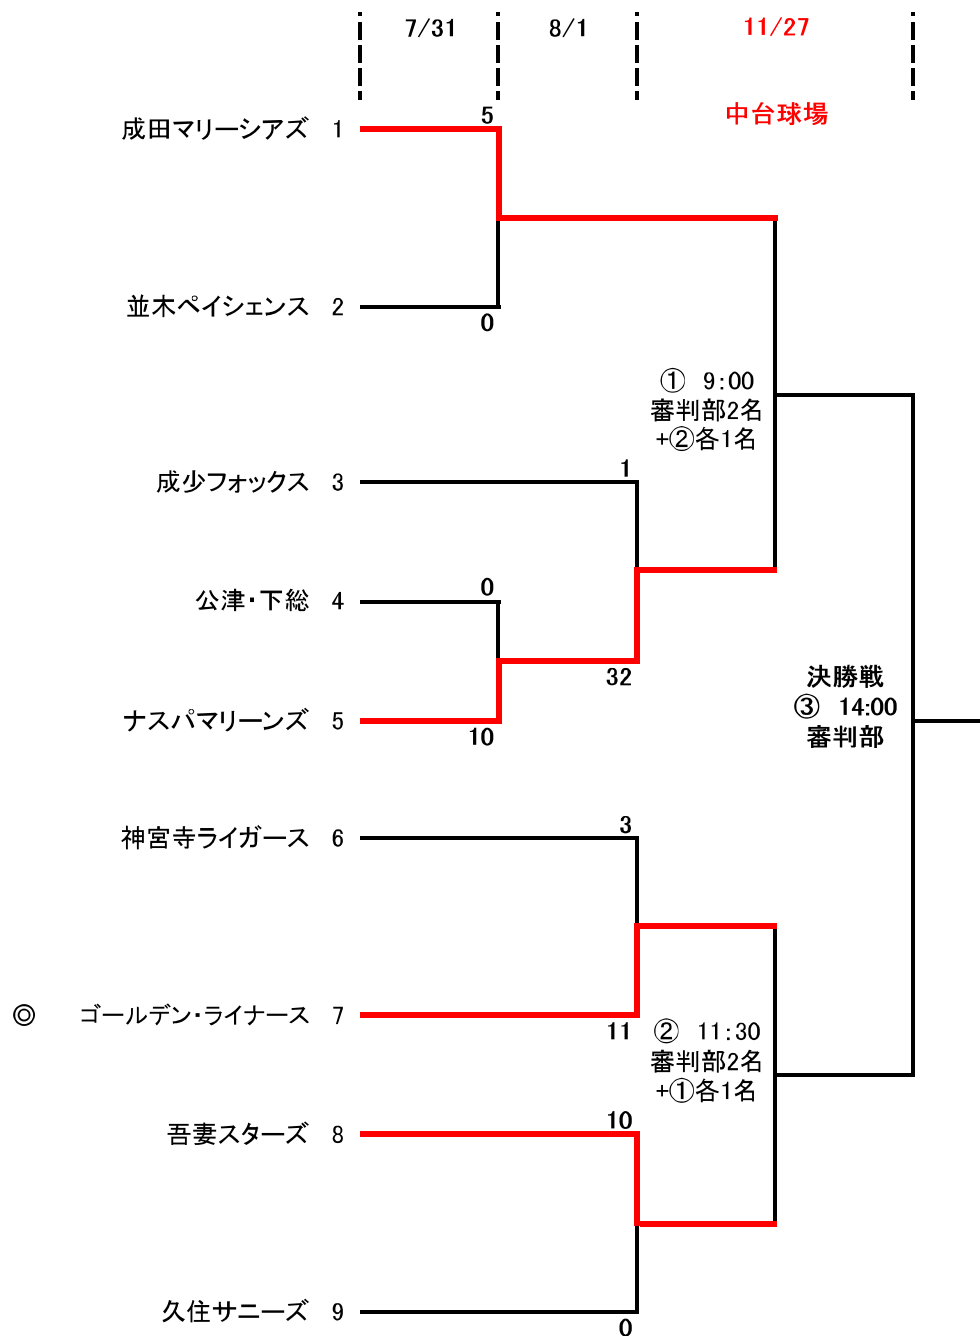 7/31 8/1 11/27
中台球場
5
成田マリーシアズ 1
並木ペイシェンス 2
0
① 9:00
審判部2名
+②各1名
1
成少フォックス 3
0
公津・下総 4
32
決勝戦
③ 14:00
審判部
ナスパマリーンズ 5
10
3
神宮寺ライガース 6
◎ ゴールデン・ライナース 7
11
② 11:30
審判部2名
+①各1名
10
吾妻スターズ 8
久住サニーズ 9
0